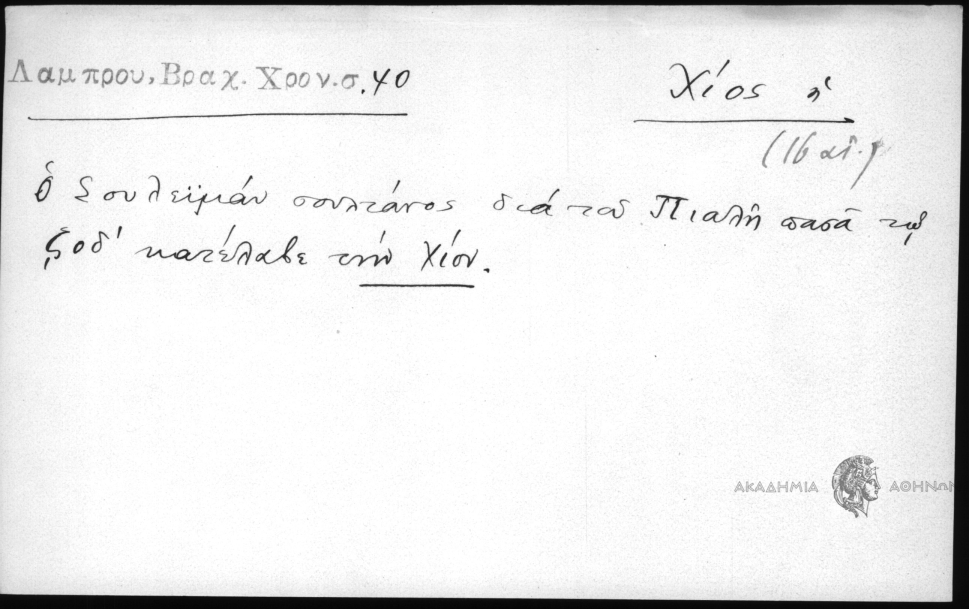 Λαμπρου, Βραχ. Χρον. σ. 40
Χίος ἡ
(16 αἰ.)
ὁ Σουλεϊμάν σουλτάνος διά τοῦ Πιαλῆ πασᾶ τῷ
ζοδ' κατέλαβε τήν Χίον.
ΑΚΑΔΗΜΙΑ ΑΘΗΝΩΝ